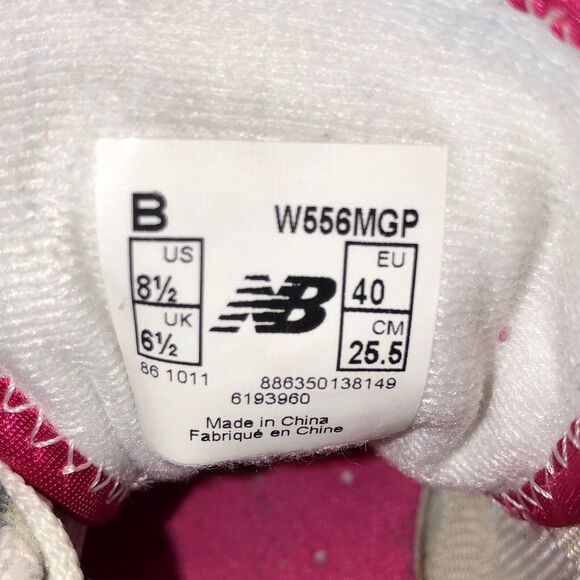 B W556MGP
US
8½
UK
6½
NB
EU
40
CM
25.5
86 1011 886350138149
6193960
Made in China
Fabriqué en Chine